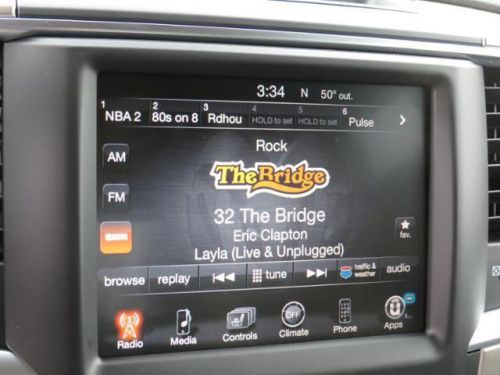 3:34 N 50° out.
1 2 3 4 5 6
NBA 2 80s on 8 Rdhou HOLD to set HOLD to set Pulse
Rock
AM
The Bridge
FM
32 The Bridge
Eric Clapton
fav.
Layla (Live & Unplugged)
browse replay tune traffic & weather audio
OFF
Radio Media Controls Climate Phone Apps